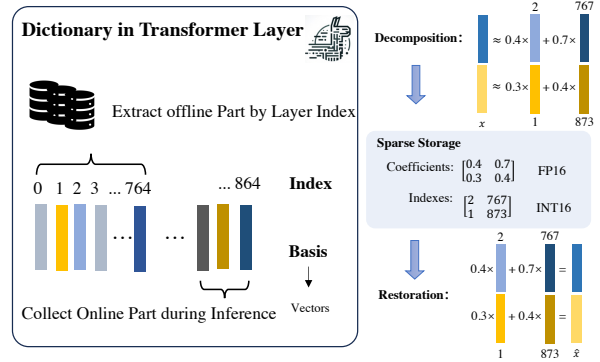 Dictionary in Transformer Layer
Extract offline Part by Layer Index
0 1 2 3 ... 764 ... 864 Index
... ... Basis
Vectors
Collect Online Part during Inference
2 767
Decomposition: ≈ 0.4× + 0.7×
≈ 0.3× + 0.4×
x 1 873
Sparse Storage
Coefficients: [0.4 0.7 FP16
0.3 0.4]
Indexes: [2 767 INT16
1 873]
2 767
0.4× + 0.7× =
Restoration:
0.3× + 0.4× =
1 873 x̂